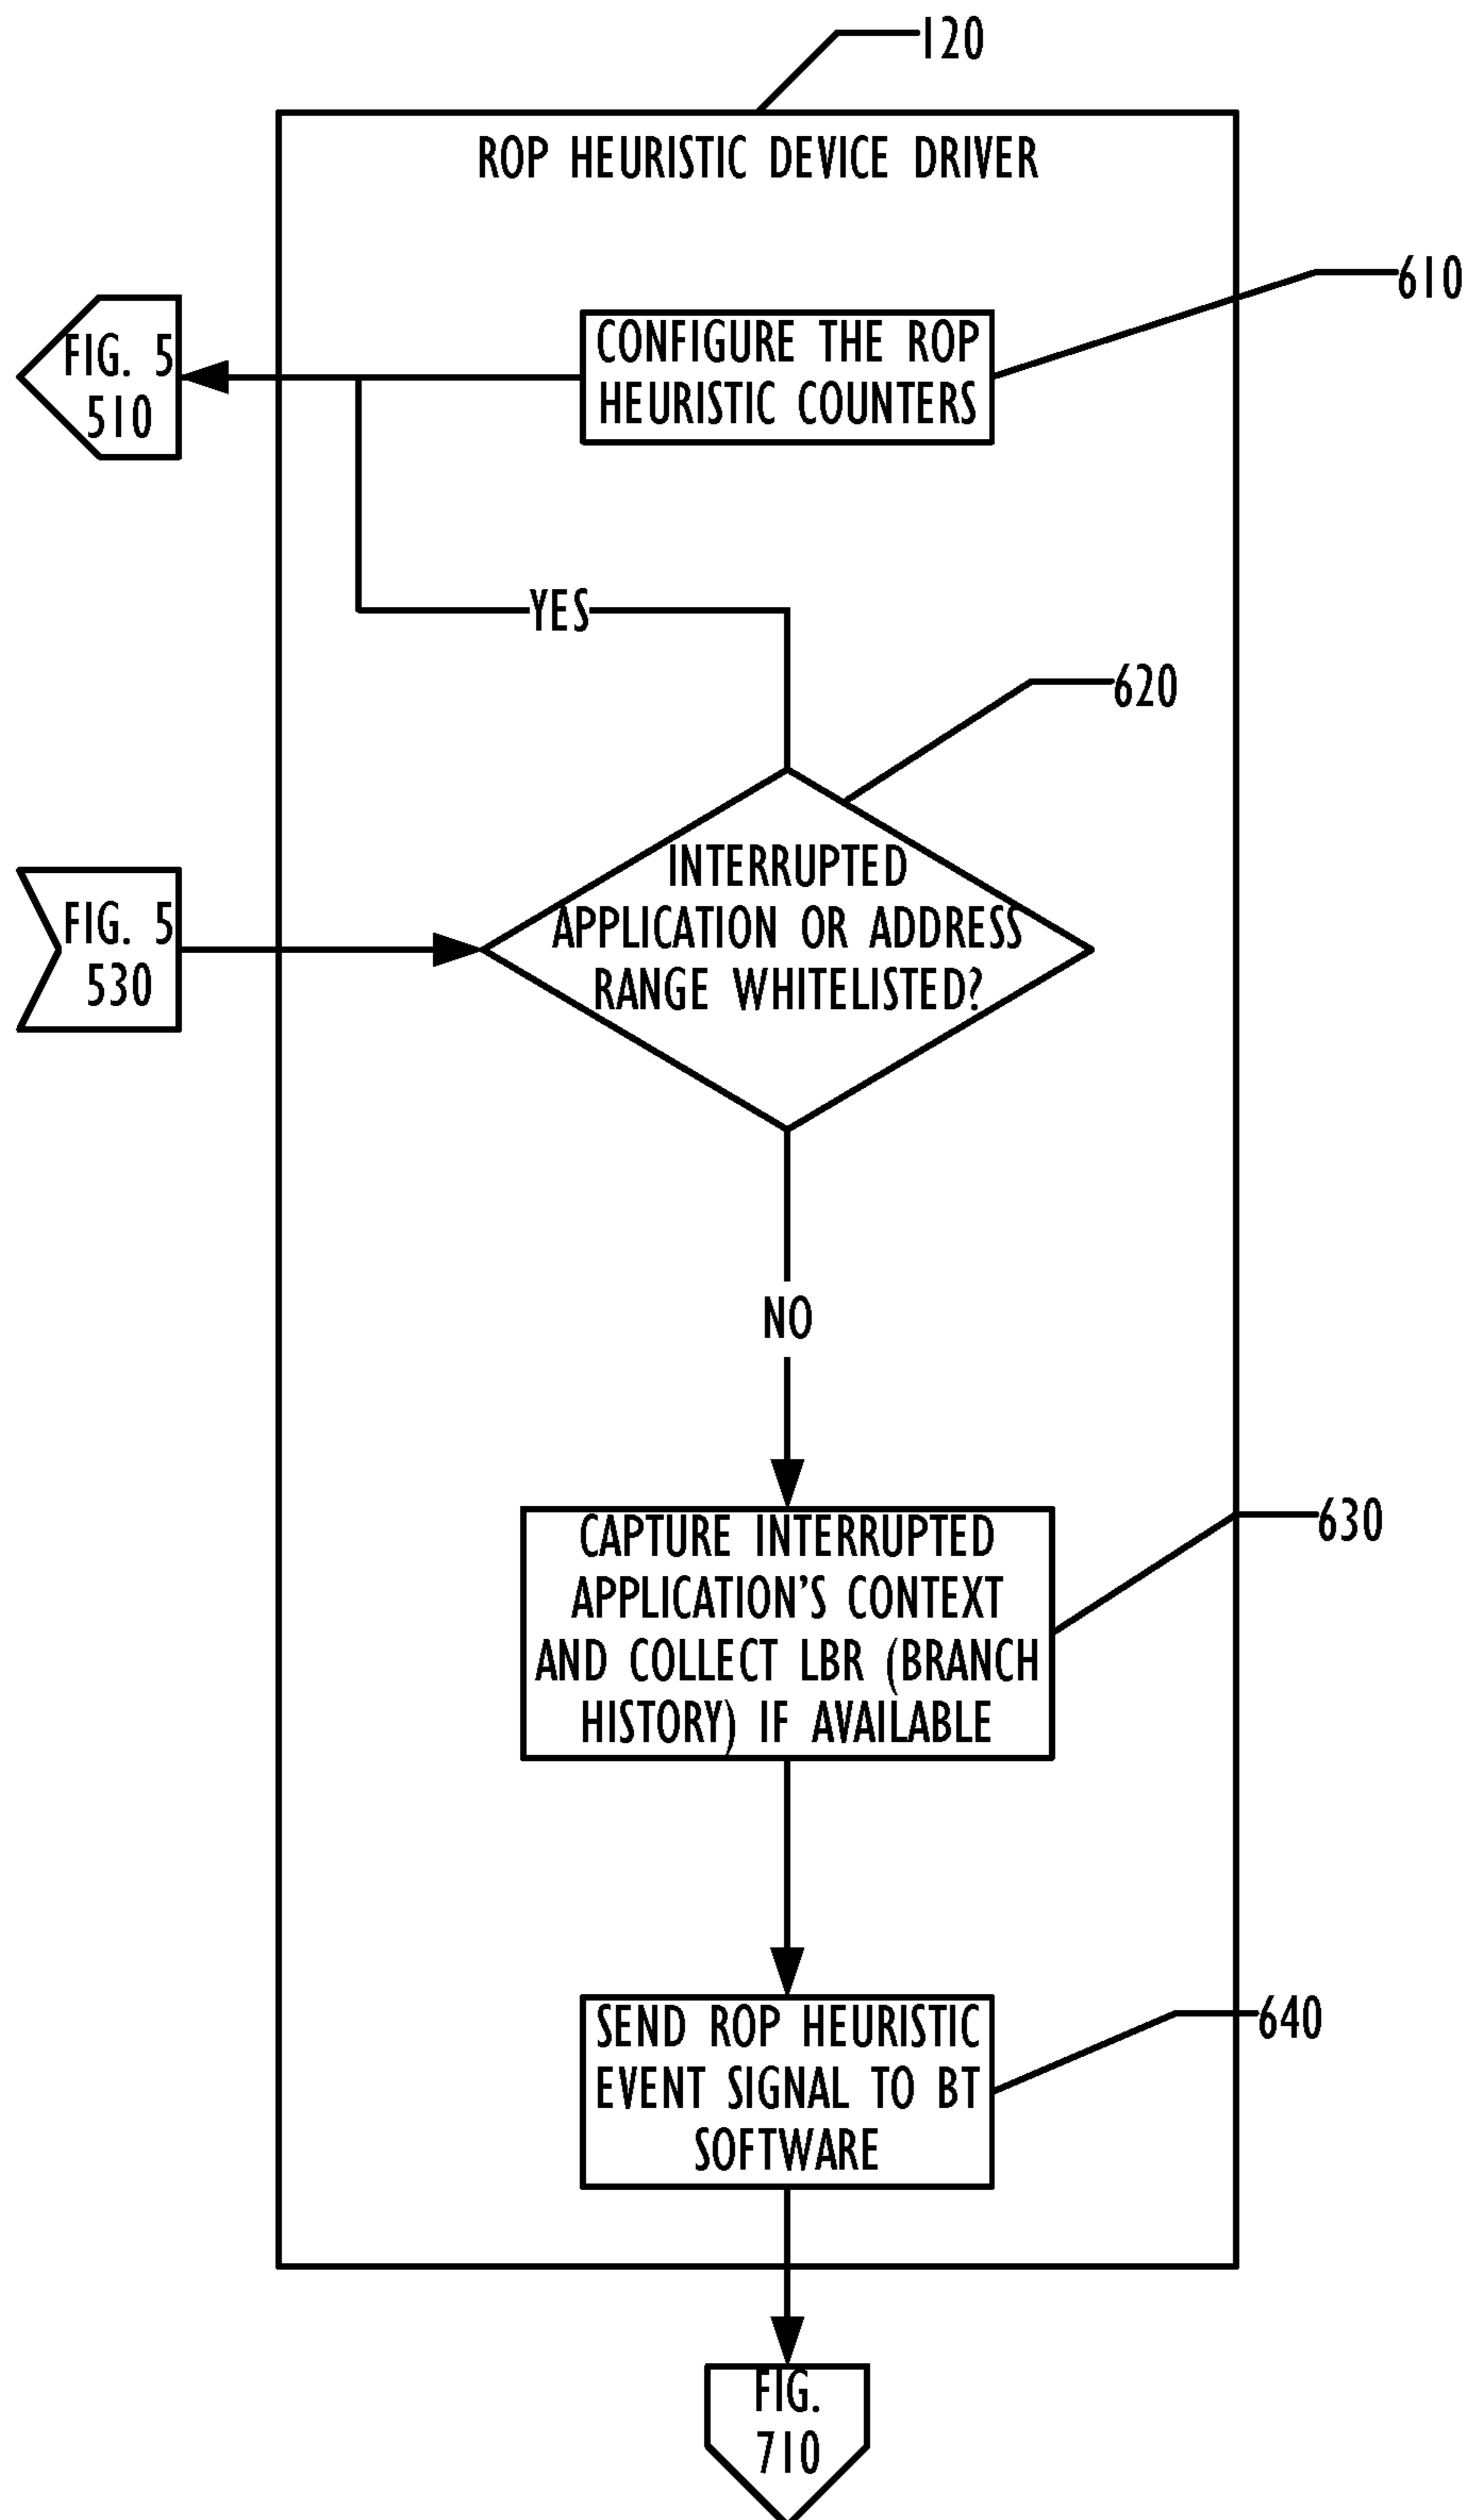 120
ROP HEURISTIC DEVICE DRIVER
610
CONFIGURE THE ROP
HEURISTIC COUNTERS
FIG. 5
510
YES
620
INTERRUPTED
APPLICATION OR ADDRESS
RANGE WHITELISTED?
FIG. 5
530
NO
630
CAPTURE INTERRUPTED
APPLICATION’S CONTEXT
AND COLLECT LBR (BRANCH
HISTORY) IF AVAILABLE
640
SEND ROP HEURISTIC
EVENT SIGNAL TO BT
SOFTWARE
FIG.
710